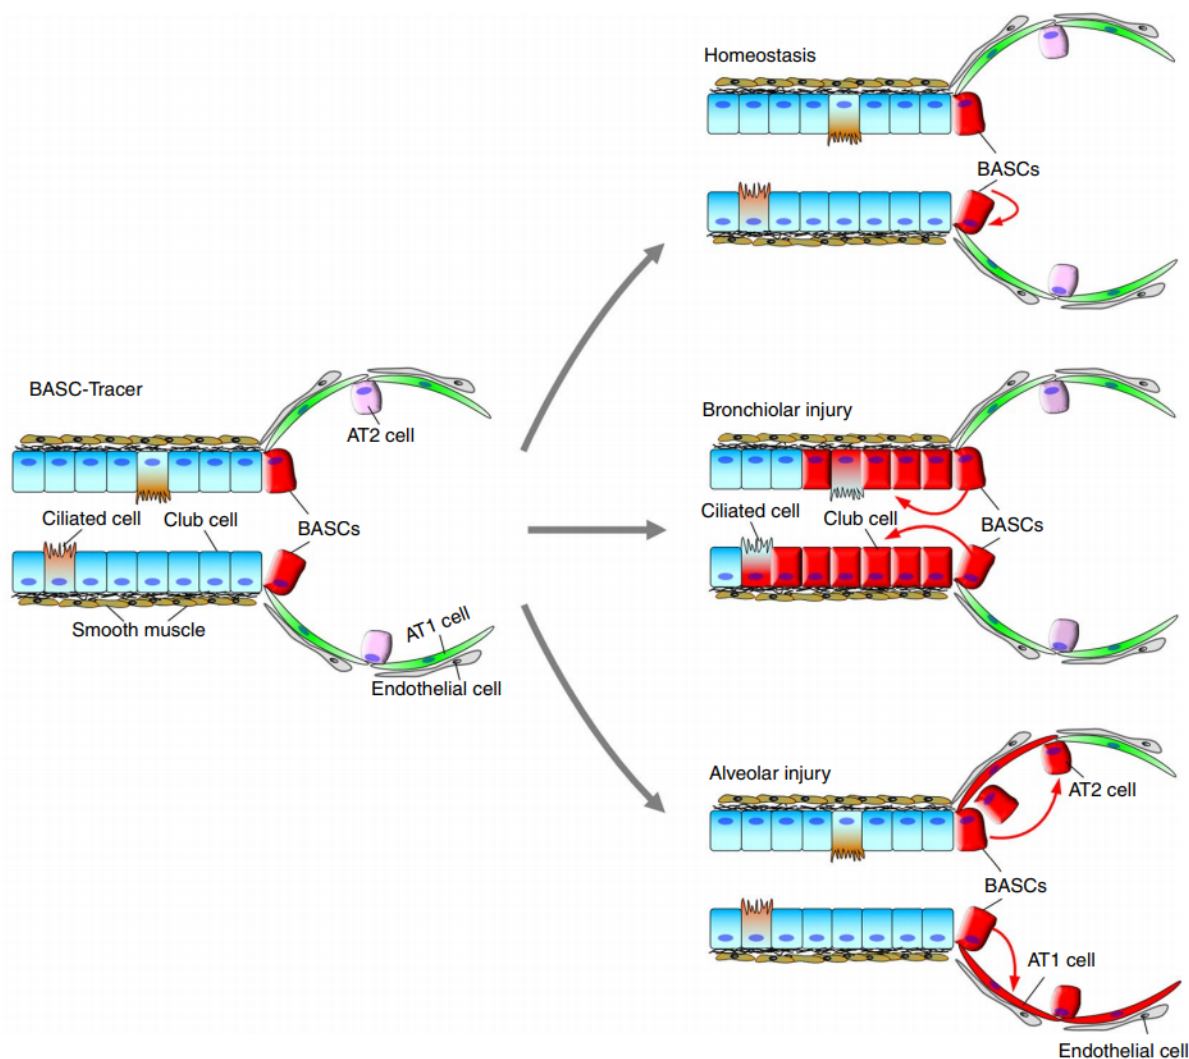 BASC-Tracer
AT2 cell
Ciliated cell
Club cell
BASCs
Smooth muscle
AT1 cell
Endothelial cell
Homeostasis
BASCs
Bronchiolar injury
Ciliated cell
Club cell
BASCs
Alveolar injury
AT2 cell
BASCs
AT1 cell
Endothelial cell